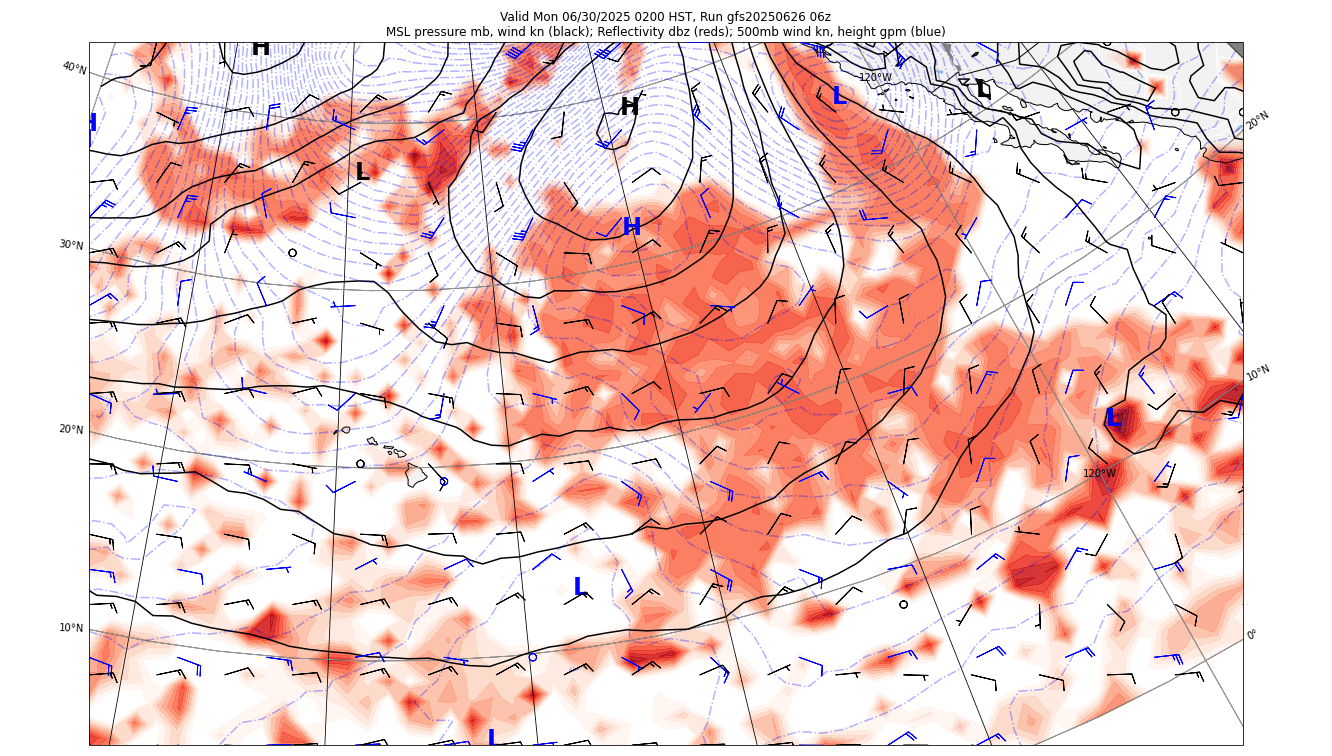 Valid Mon 06/30/2025 0200 HST, Run gfs20250626 06z
MSL pressure mb, wind kn (black); Reflectivity dbz (reds); 500mb wind kn, height gpm (blue)
H
40°N
120°W
L
L
H
H
20°N
L
H
30°N
10°N
L
20°N
120°W
L
10°N
0°
L